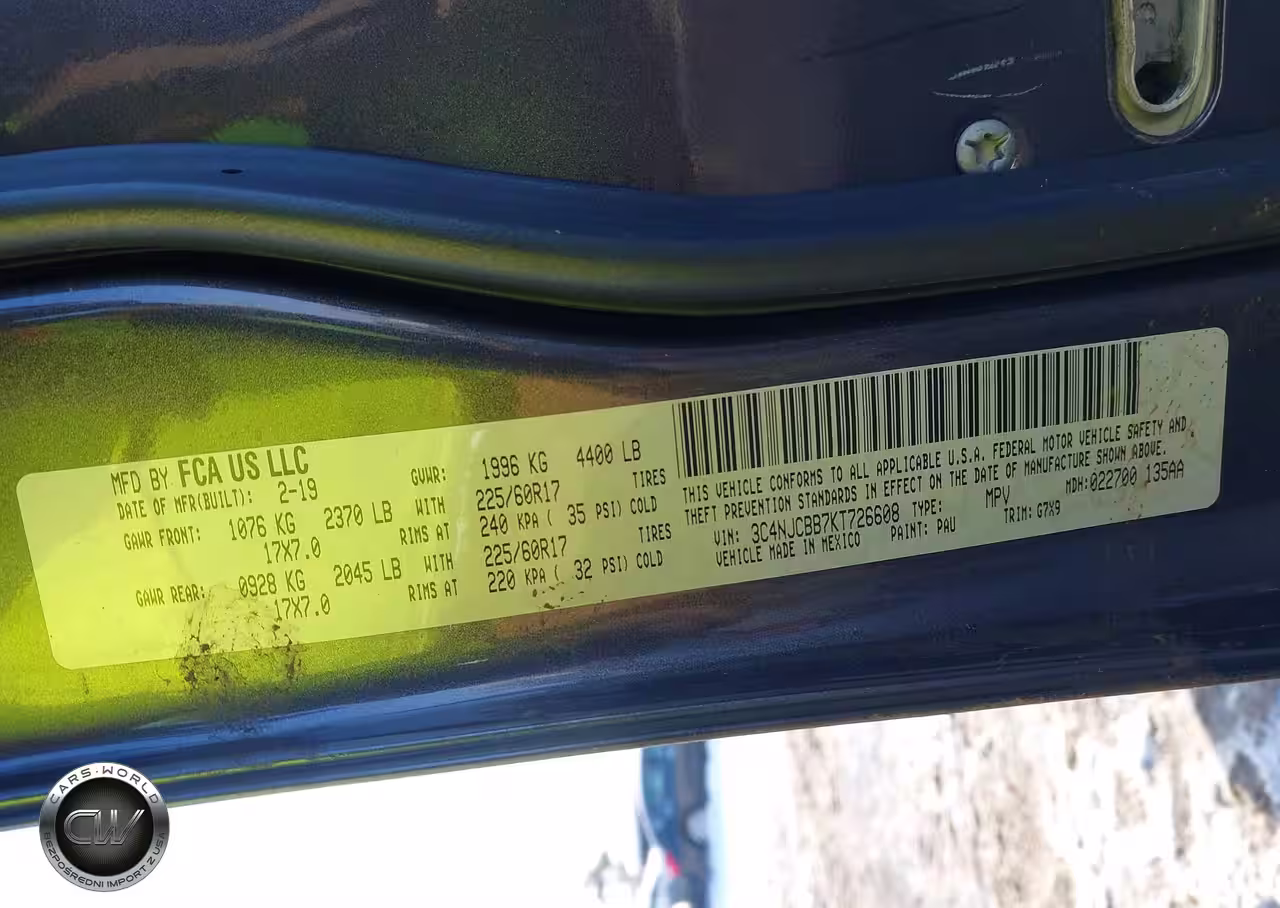 MFD BY FCA US LLC
DATE OF MFR(BUILT): 2-19
GVWR: 1996 KG 4400 LB
GAWR FRONT: 1076 KG 2370 LB WITH 225/60R17 TIRES
17X7.0 RIMS AT 240 KPA ( 35 PSI) COLD
GAWR REAR: 0928 KG 2045 LB WITH 225/60R17 TIRES
17X7.0 RIMS AT 220 KPA ( 32 PSI) COLD
THIS VEHICLE CONFORMS TO ALL APPLICABLE U.S.A. FEDERAL MOTOR VEHICLE SAFETY AND
THEFT PREVENTION STANDARDS IN EFFECT ON THE DATE OF MANUFACTURE SHOWN ABOVE.
VIN: 3C4NJCBB7KT726608 TYPE: MPV MDH:022700 135AA
VEHICLE MADE IN MEXICO PAINT: PAU TRIM: G7X9
CARS·WORLD
CW
BEZPOŚREDNI IMPORT Z USA